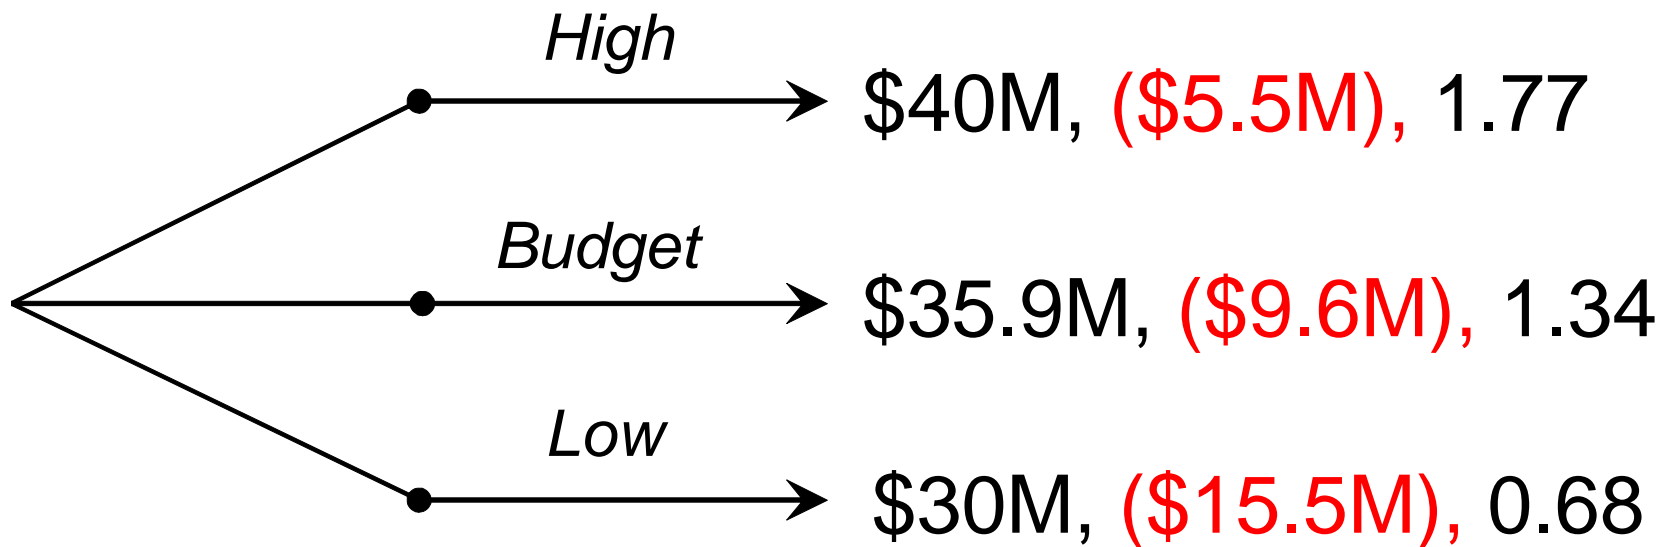 High
$40M, ($5.5M), 1.77
Budget
$35.9M, ($9.6M), 1.34
Low
$30M, ($15.5M), 0.68